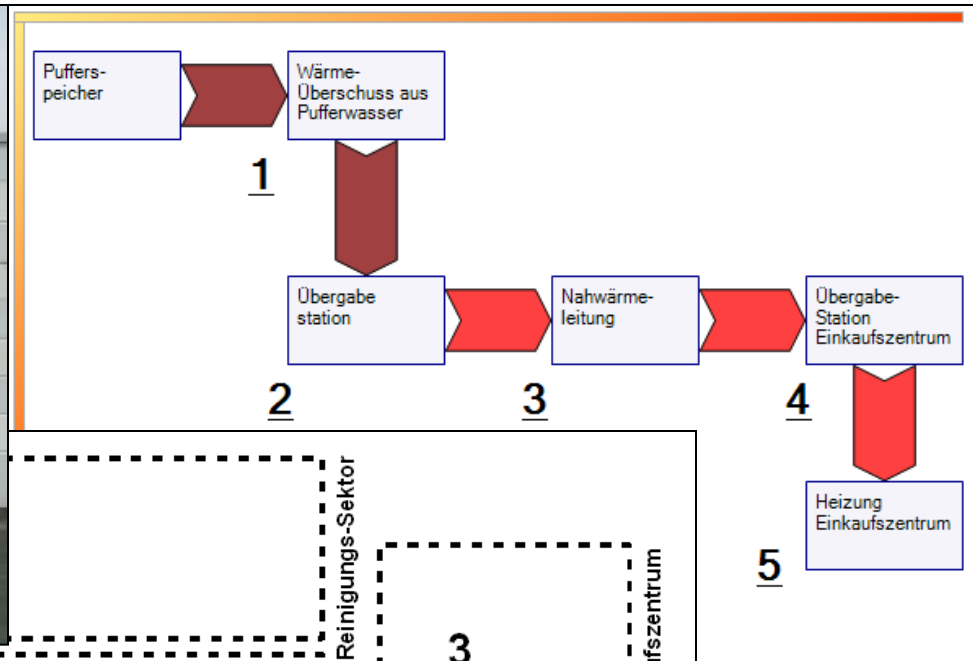 Puffers-
peicher
Wärme-
Überschuss aus
Pufferwasser
1
Übergabe
station
Nahwärme-
leitung
Übergabe-
Station
Einkaufszentrum
2
3
4
Heizung
Einkaufszentrum
5
Reinigungs-Sektor
fszentrum
3